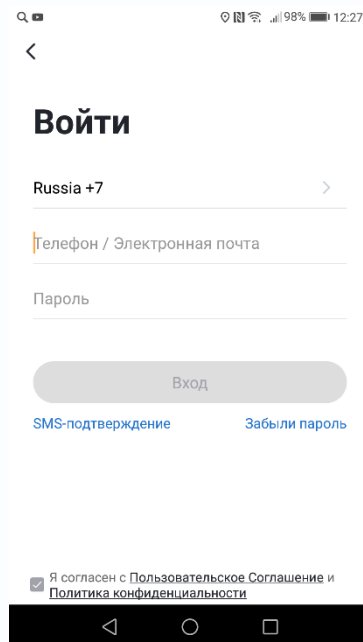 98% 12:27
Войти
Russia +7
Телефон / Электронная почта
Пароль
Вход
SMS-подтверждение Забыли пароль
Я согласен с Пользовательское Соглашение и
Политика конфиденциальности